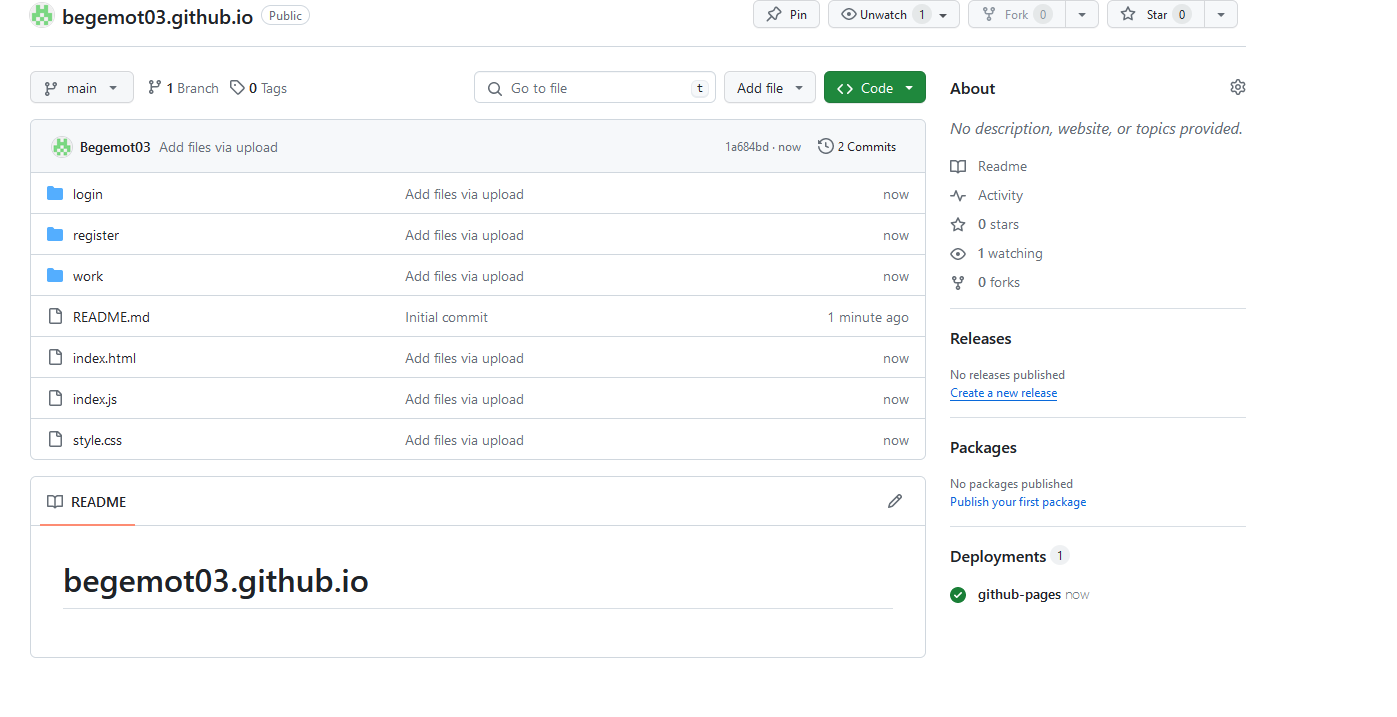 begemot03.github.io Public Pin Unwatch 1 Fork 0 Star 0
main 1 Branch 0 Tags Go to file t Add file Code
Begemot03 Add files via upload 1a684bd · now 2 Commits
login Add files via upload now
register Add files via upload now
work Add files via upload now
README.md Initial commit 1 minute ago
index.html Add files via upload now
index.js Add files via upload now
style.css Add files via upload now
README
begemot03.github.io
About
No description, website, or topics provided.
Readme
Activity
0 stars
1 watching
0 forks
Releases
No releases published
Create a new release
Packages
No packages published
Publish your first package
Deployments 1
github-pages now